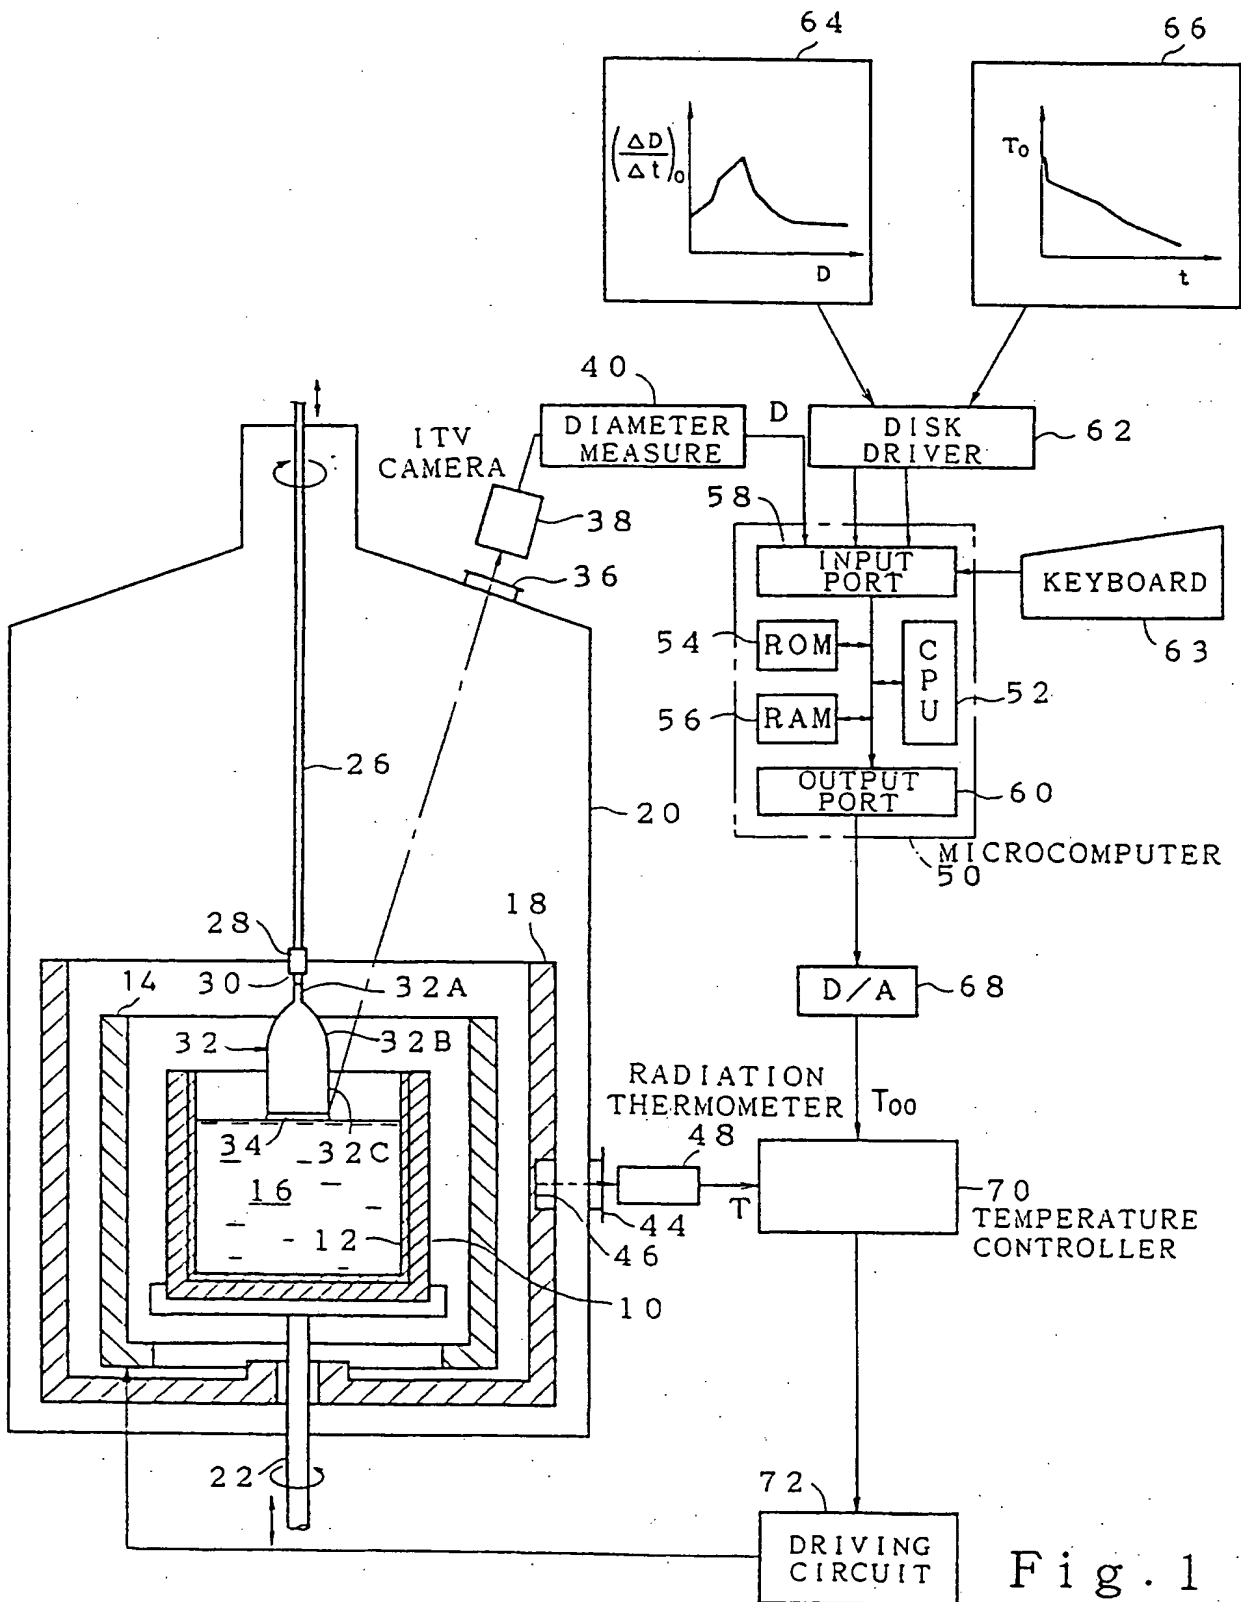 64
66
(ΔD/Δt)₀
D
T₀
t
40
DIAMETER
MEASURE
D
DISK
DRIVER
62
ITV
CAMERA
38
36
58
INPUT
PORT
KEYBOARD
63
54
ROM
CPU
52
56
RAM
OUTPUT
PORT
60
MICROCOMPUTER
50
26
20
28
18
30
32A
14
32
32B
D/A
68
RADIATION
THERMOMETER
T₀₀
48
34
32C
16
T
70
TEMPERATURE
CONTROLLER
44
12
46
10
22
72
DRIVING
CIRCUIT
Fig. 1